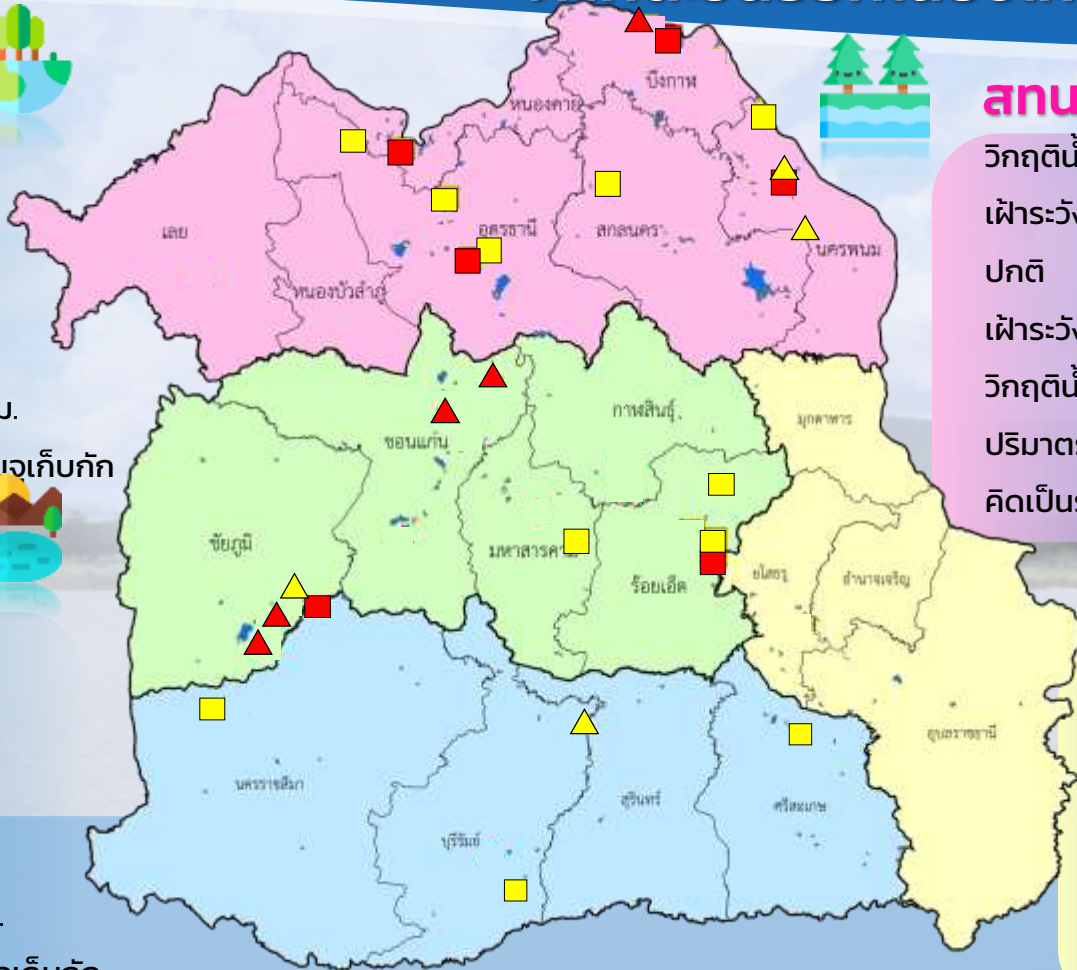 สทน
วิกฤติน้ำ
เฝ้าระวัง
ปกติ
เฝ้าระวัง
วิกฤติน้ำ
ปริมาตร
คิดเป็นร
ม.
จุเก็บกัก
บึงกาฬ
หนองคาย
เลย
อุดรธานี
สกลนคร
นครพนม
หนองบัวลำภู
กาฬสินธุ์
มุกดาหาร
ขอนแก่น
ชัยภูมิ
มหาสารคาม
ร้อยเอ็ด
ยโสธร
อำนาจเจริญ
อุบลราชธานี
นครราชสีมา
สุรินทร์
ศรีสะเกษ
บุรีรัมย์